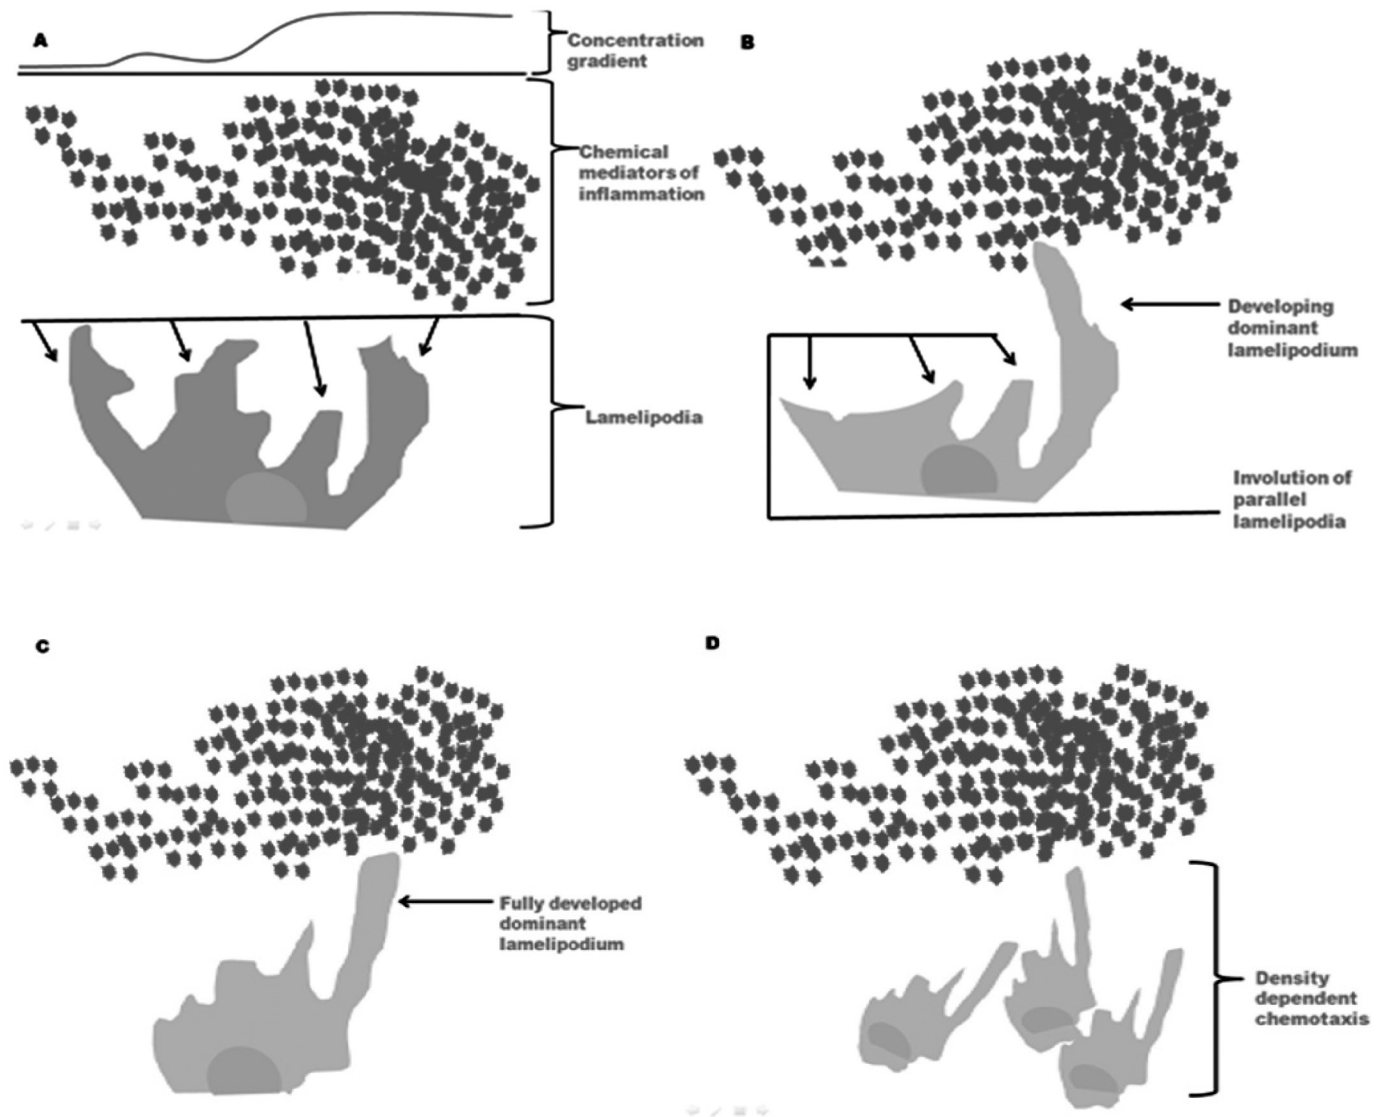 A
Concentration
gradient
Chemical
mediators of
inflammation
Lamelipodia
B
Developing
dominant
lamelipodium
Involution of
parallel
lamelipodia
C
Fully developed
dominant
lamelipodium
D
Density
dependent
chemotaxis